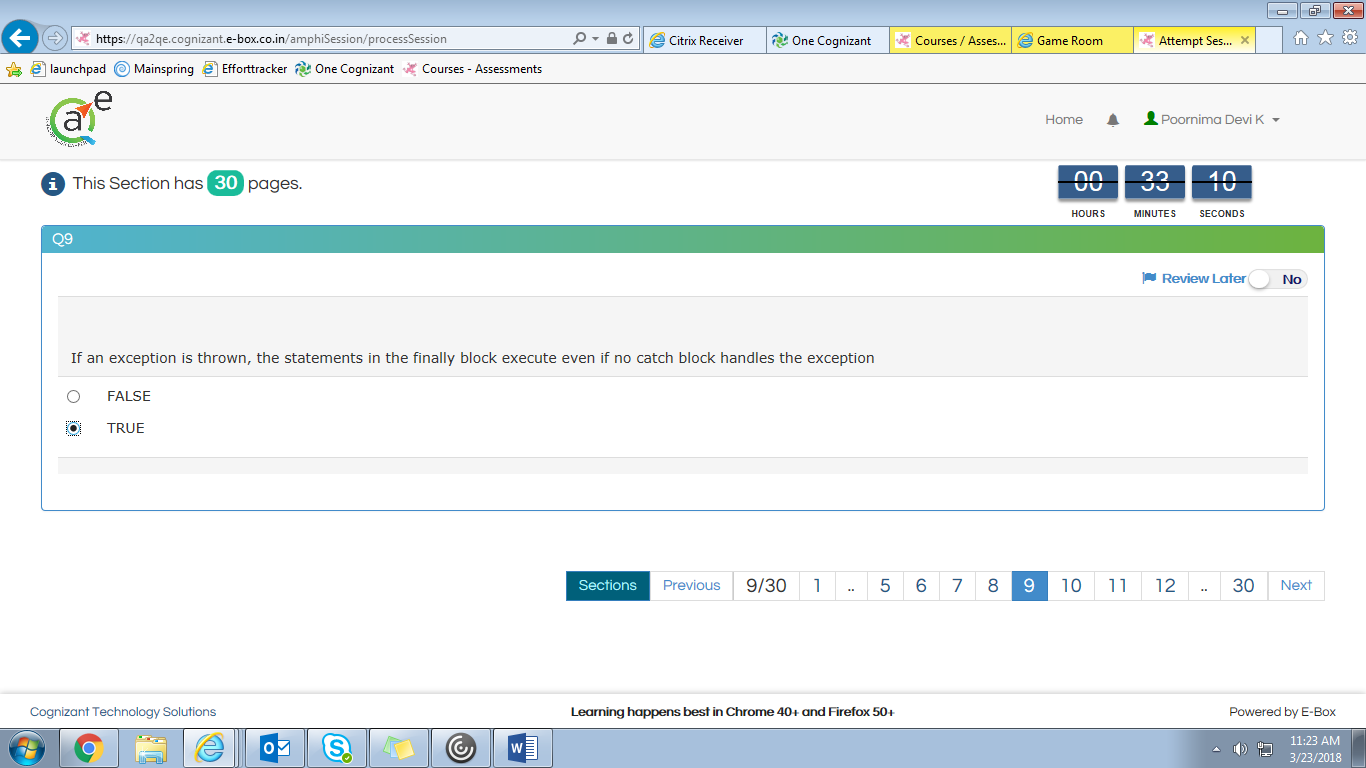 https://qa2qe.cognizant.e-box.co.in/amphiSession/processSession
Citrix Receiver
One Cognizant
Courses / Asses...
Game Room
Attempt Ses...
launchpad
Mainspring
Efforttracker
One Cognizant
Courses - Assessments
a e
Home
Poornima Devi K
This Section has 30 pages.
00 33 10
HOURS MINUTES SECONDS
Q9
Review Later No
If an exception is thrown, the statements in the finally block execute even if no catch block handles the exception
FALSE
TRUE
Sections Previous 9/30 1 .. 5 6 7 8 9 10 11 12 .. 30 Next
Cognizant Technology Solutions
Learning happens best in Chrome 40+ and Firefox 50+
Powered by E-Box
11:23 AM
3/23/2018